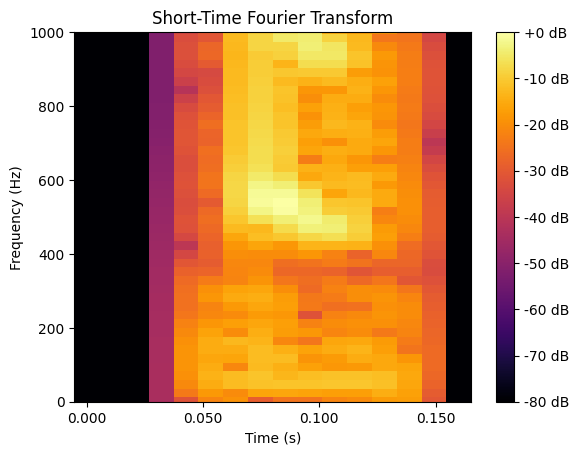 Short-Time Fourier Transform
1000
800
600
400
200
0
Frequency (Hz)
0.000
0.050
0.100
0.150
Time (s)
+0 dB
-10 dB
-20 dB
-30 dB
-40 dB
-50 dB
-60 dB
-70 dB
-80 dB